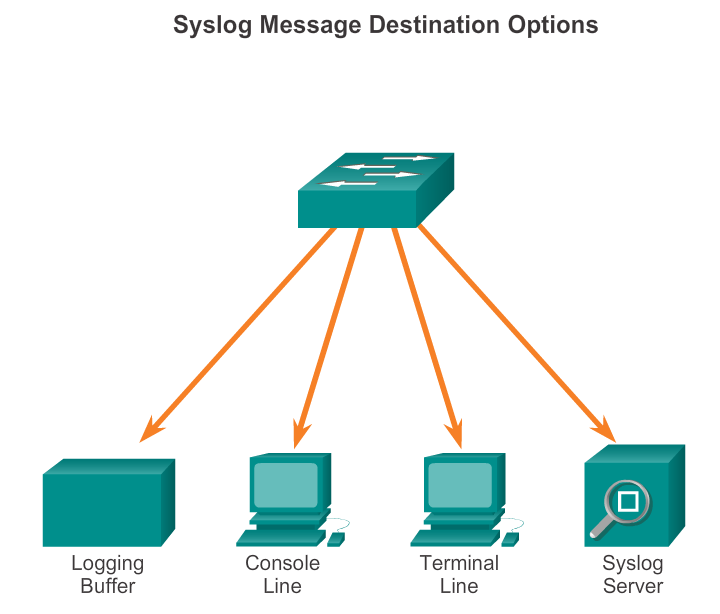 Syslog Message Destination Options
Logging
Buffer
Console
Line
Terminal
Line
Syslog
Server